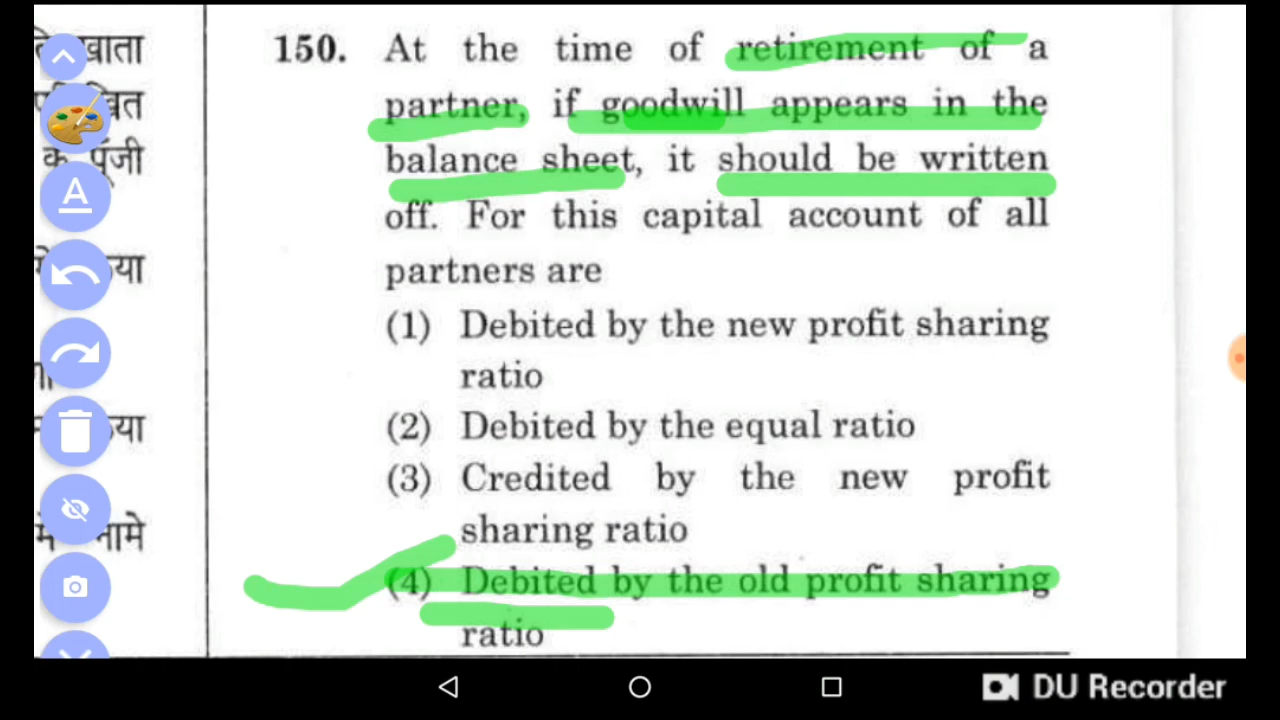 खाता
क पूंजी
150. At the time of retirement of a
partner, if goodwill appears in the
balance sheet, it should be written
off. For this capital account of all
partners are
(1) Debited by the new profit sharing
ratio
(2) Debited by the equal ratio
(3) Credited by the new profit
sharing ratio
(4) Debited by the old profit sharing
ratio
A
DU Recorder